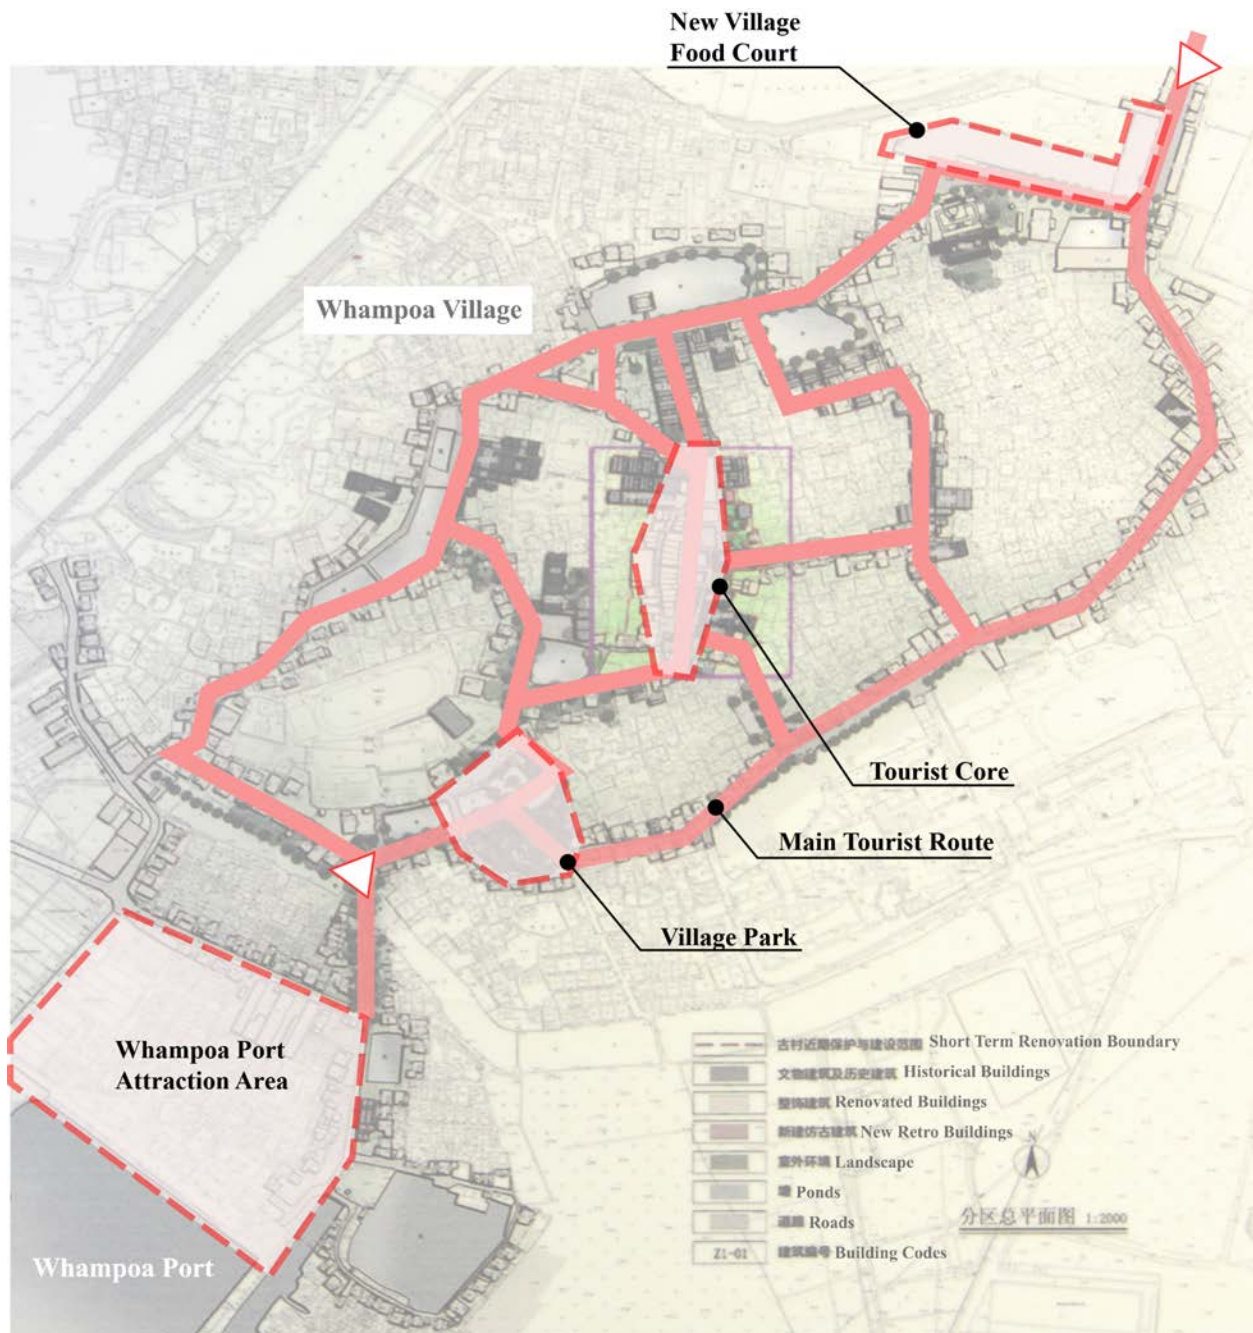 New Village
Food Court
Whampoa Village
Tourist Core
Main Tourist Route
Village Park
Whampoa Port
Attraction Area
Whampoa Port
古村近期保护与建设范围 Short Term Renovation Boundary
文物建筑及历史建筑 Historical Buildings
整饰建筑 Renovated Buildings
新建仿古建筑 New Retro Buildings
室外环境 Landscape
塘 Ponds
道路 Roads
Z1-01 建筑编号 Building Codes
N
分区总平面图 1:2000